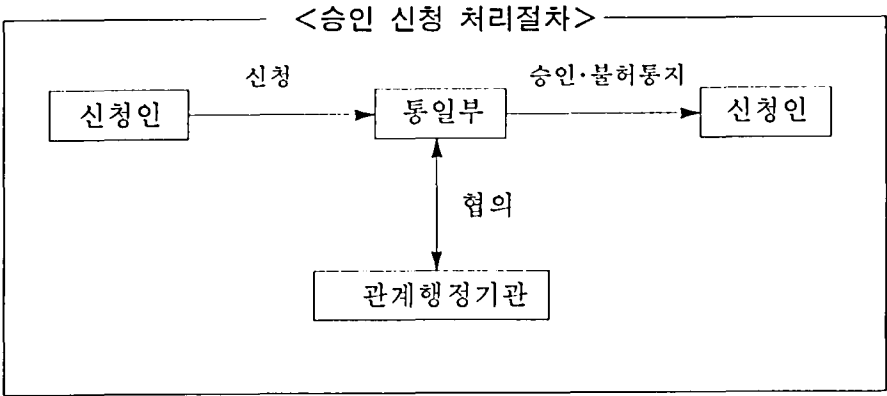 <승인 신청 처리절차>
신청 승인·불허통지
신청인 통일부 신청인
협의
관계행정기관